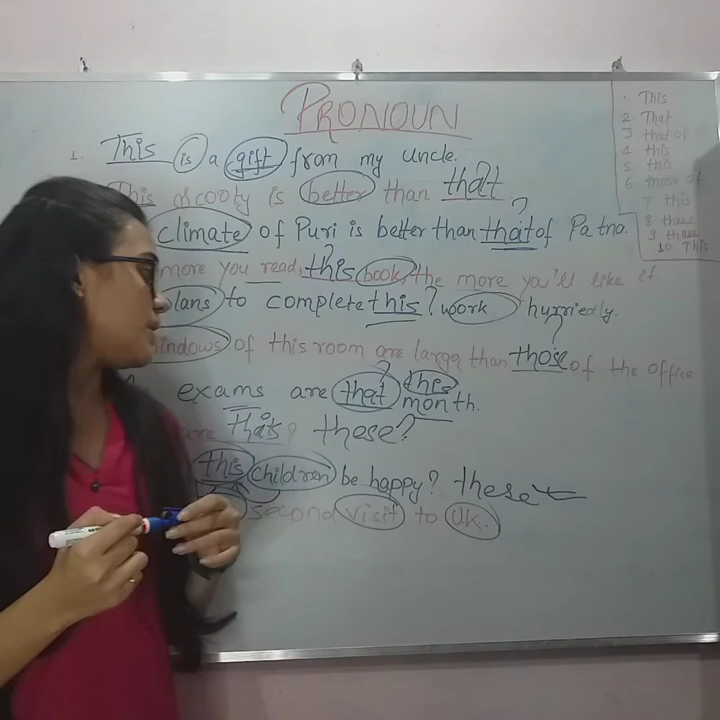 PRONOUN
1. This is a gift from my uncle.
This scooty is better than that
climate of Puri is better than that of Patna.
more you read, this book, the more you'll like it.
plans to complete this? work hurriedly.
windows of this room are larger than those of the office.
exams are that this month.
are thats? these?
this children be happy? these
second visit to U.K.
1. This
2. That
3. that of
4. this
5. this
6. those of
7. this
8. these
9. these
10. This